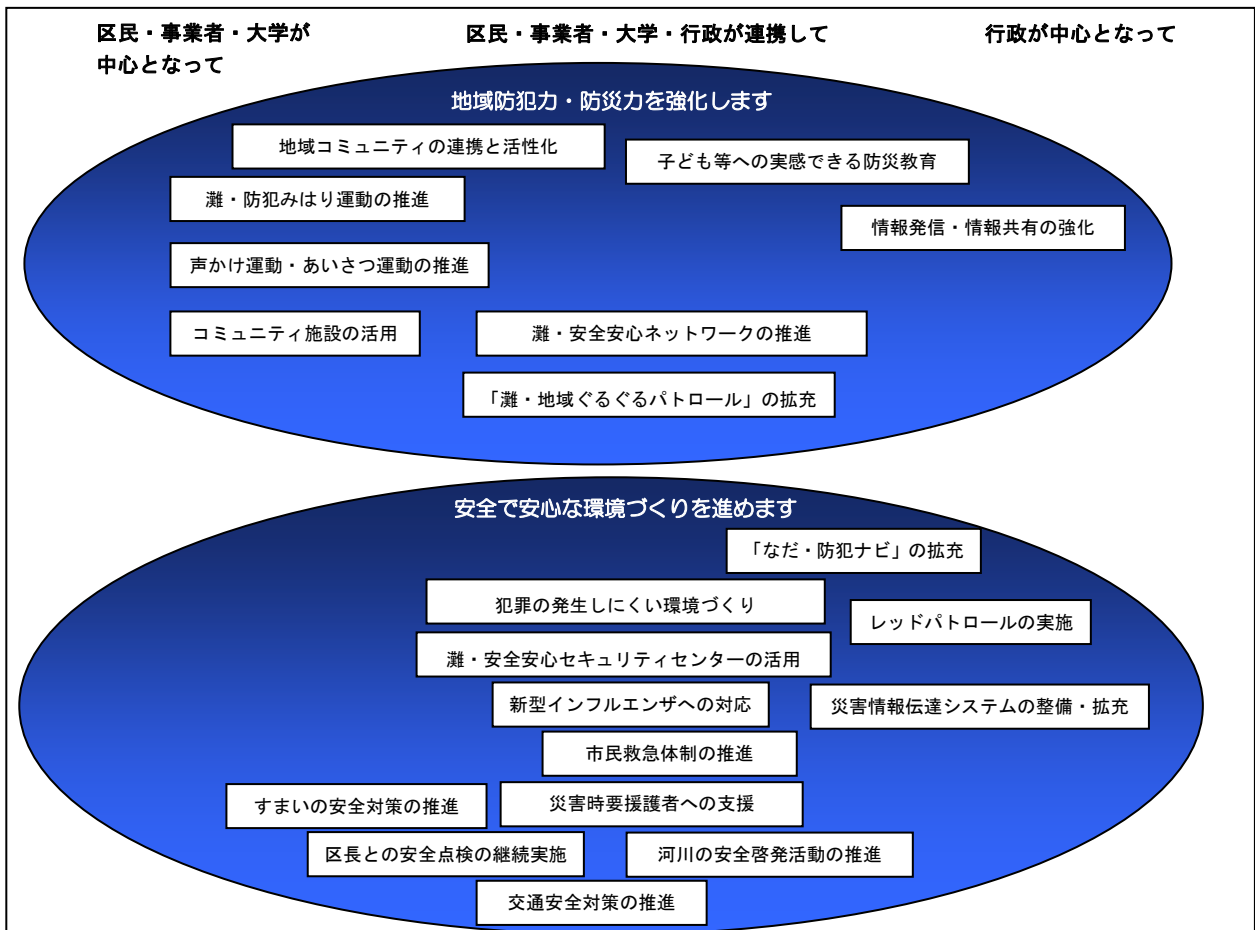 区民・事業者・大学が
中心となって
区民・事業者・大学・行政が連携して
行政が中心となって
地域防犯力・防災力を強化します
地域コミュニティの連携と活性化
子ども等への実感できる防災教育
灘・防犯みはり運動の推進
情報発信・情報共有の強化
声かけ運動・あいさつ運動の推進
コミュニティ施設の活用
灘・安全安心ネットワークの推進
「灘・地域ぐるぐるパトロール」の拡充
安全で安心な環境づくりを進めます
「なだ・防犯ナビ」の拡充
犯罪の発生しにくい環境づくり
レッドパトロールの実施
灘・安全安心セキュリティセンターの活用
新型インフルエンザへの対応
災害情報伝達システムの整備・拡充
市民救急体制の推進
すまいの安全対策の推進
災害時要援護者への支援
区長との安全点検の継続実施
河川の安全啓発活動の推進
交通安全対策の推進